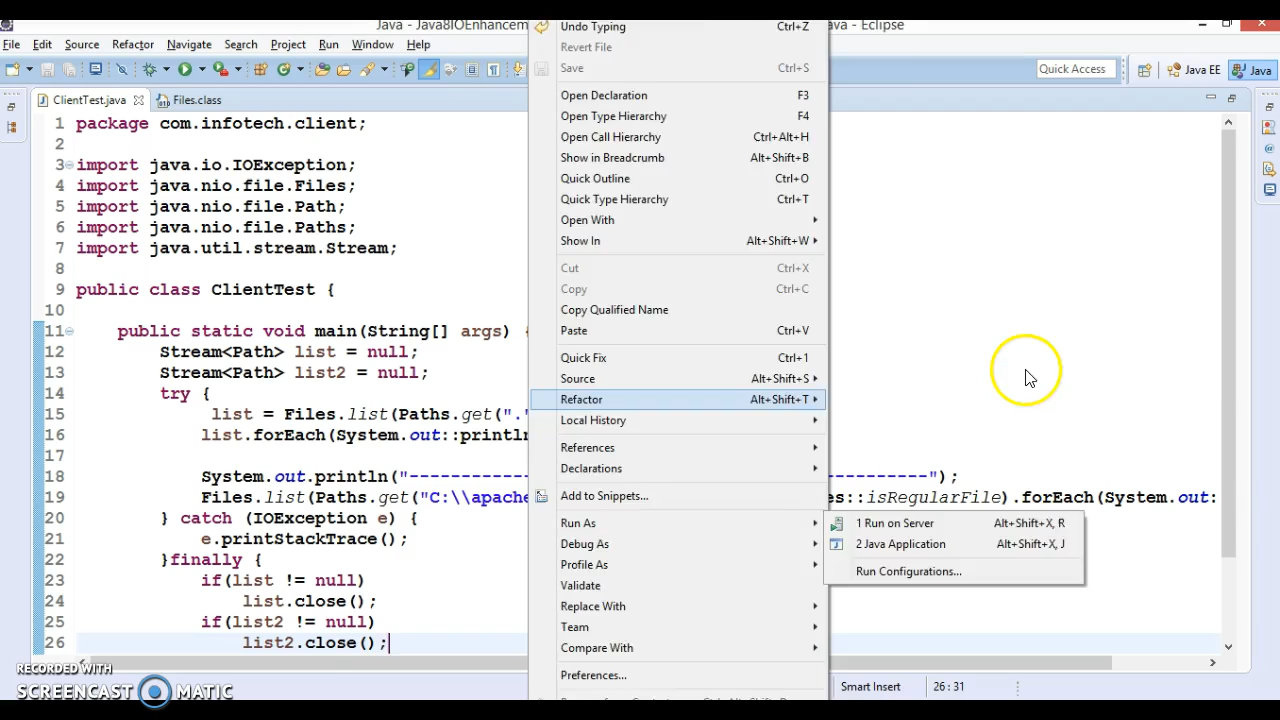 Java - Java8IOEnhancem
ava - Eclipse
File Edit Source Refactor Navigate Search Project Run Window Help
Quick Access
Java EE
Java
ClientTest.java
Files.class
1 package com.infotech.client;
2
3 import java.io.IOException;
4 import java.nio.file.Files;
5 import java.nio.file.Path;
6 import java.nio.file.Paths;
7 import java.util.stream.Stream;
8
9 public class ClientTest {
10
11 public static void main(String[] args) {
12 Stream<Path> list = null;
13 Stream<Path> list2 = null;
14 try {
15 list = Files.list(Paths.get("."
16 list.forEach(System.out::println
17
18 System.out.println("-----------------------------------------");
19 Files.list(Paths.get("C:\\apache es::isRegularFile).forEach(System.out:
20 } catch (IOException e) {
21 e.printStackTrace();
22 }finally {
23 if(list != null)
24 list.close();
25 if(list2 != null)
26 list2.close();
Undo Typing Ctrl+Z
Revert File
Save Ctrl+S
Open Declaration F3
Open Type Hierarchy F4
Open Call Hierarchy Ctrl+Alt+H
Show in Breadcrumb Alt+Shift+B
Quick Outline Ctrl+O
Quick Type Hierarchy Ctrl+T
Open With
Show In Alt+Shift+W
Cut Ctrl+X
Copy Ctrl+C
Copy Qualified Name
Paste Ctrl+V
Quick Fix Ctrl+1
Source Alt+Shift+S
Refactor Alt+Shift+T
Local History
References
Declarations
Add to Snippets...
Run As
Debug As
Profile As
Validate
Replace With
Team
Compare With
Preferences...
1 Run on Server Alt+Shift+X, R
2 Java Application Alt+Shift+X, J
Run Configurations...
Smart Insert
26 : 31
RECORDED WITH
SCREENCAST MATIC